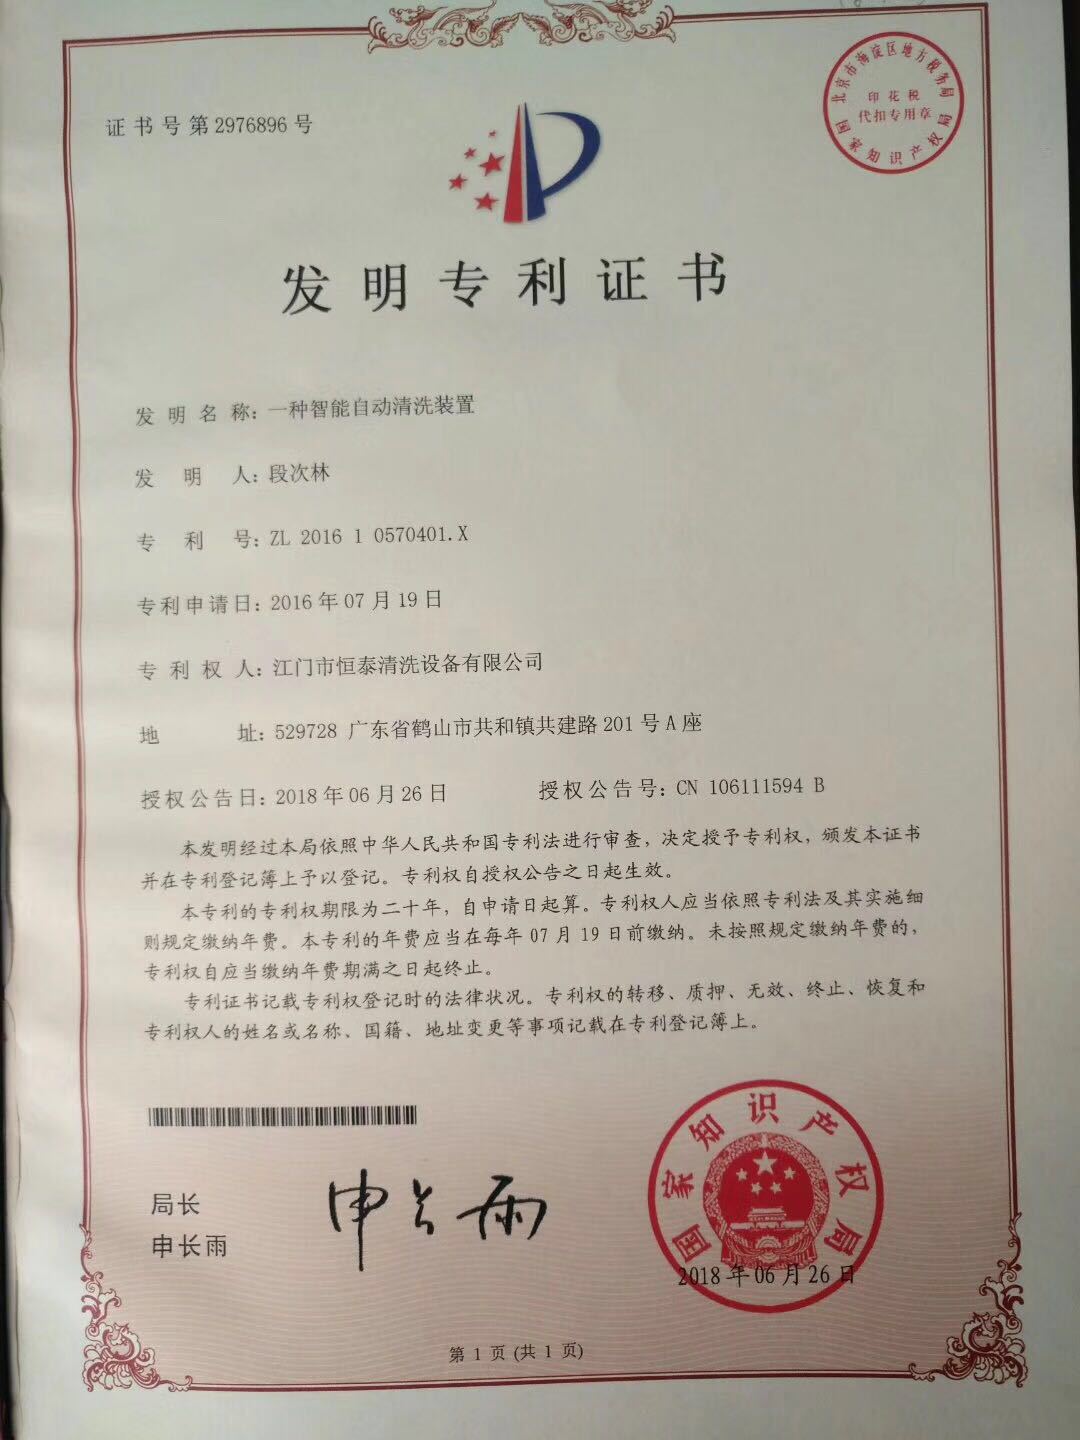 证书号第2976896号
北京市海淀区地方税务局
印花税
代扣专用章
国家知识产权局
发明专利证书
发明名称：一种智能自动清洗装置
发明人：段次林
专利号：ZL 2016 1 0570401.X
专利申请日：2016年07月19日
专利权人：江门市恒泰清洗设备有限公司
地址：529728 广东省鹤山市共和镇共建路201号A座
授权公告日：2018年06月26日 授权公告号：CN 106111594 B
本发明经过本局依照中华人民共和国专利法进行审查，决定授予专利权，颁发本证书
并在专利登记簿上予以登记。专利权自授权公告之日起生效。
本专利的专利权期限为二十年，自申请日起算。专利权人应当依照专利法及其实施细
则规定缴纳年费。本专利的年费应当在每年07月19日前缴纳。未按照规定缴纳年费的，
专利权自应当缴纳年费期满之日起终止。
专利证书记载专利权登记时的法律状况。专利权的转移、质押、无效、终止、恢复和
专利权人的姓名或名称、国籍、地址变更等事项记载在专利登记簿上。
局长
申长雨
申长雨
国家知识产权局
2018年06月26日
第1页(共1页)